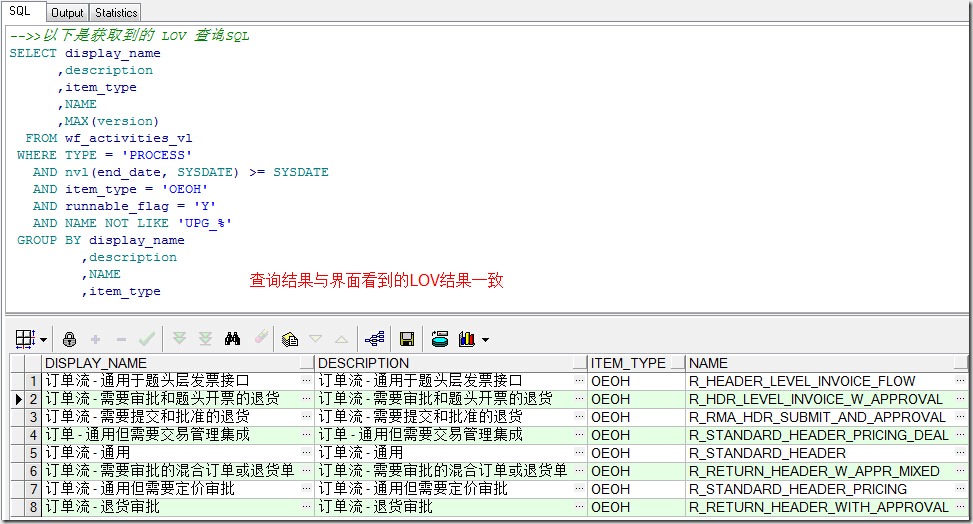 SQL Output Statistics
-->>以下是获取到的 LOV 查询SQL
SELECT display_name
,description
,item_type
,NAME
,MAX(version)
FROM wf_activities_vl
WHERE TYPE = 'PROCESS'
AND nvl(end_date, SYSDATE) >= SYSDATE
AND item_type = 'OEOH'
AND runnable_flag = 'Y'
AND NAME NOT LIKE 'UPG_%'
GROUP BY display_name
,description
,NAME
,item_type
查询结果与界面看到的LOV结果一致
DISPLAY_NAME DESCRIPTION ITEM_TYPE NAME
1 订单流 - 通用于题头层发票接口 订单流 - 通用于题头层发票接口 OEOH R_HEADER_LEVEL_INVOICE_FLOW
2 订单流 - 需要审批和题头开票的退货 订单流 - 需要审批和题头开票的退货 OEOH R_HDR_LEVEL_INVOICE_W_APPROVAL
3 订单流 - 需要提交和批准的退货 订单流 - 需要提交和批准的退货 OEOH R_RMA_HDR_SUBMIT_AND_APPROVAL
4 订单 - 通用但需要交易管理集成 订单 - 通用但需要交易管理集成 OEOH R_STANDARD_HEADER_PRICING_DEAL
5 订单流 - 通用 订单流 - 通用 OEOH R_STANDARD_HEADER
6 订单流 - 需要审批的混合订单或退货单 订单流 - 需要审批的混合订单或退货单 OEOH R_RETURN_HEADER_W_APPR_MIXED
7 订单流 - 通用但需要定价审批 订单流 - 通用但需要定价审批 OEOH R_STANDARD_HEADER_PRICING
8 订单流 - 退货审批 订单流 - 退货审批 OEOH R_RETURN_HEADER_WITH_APPROVAL